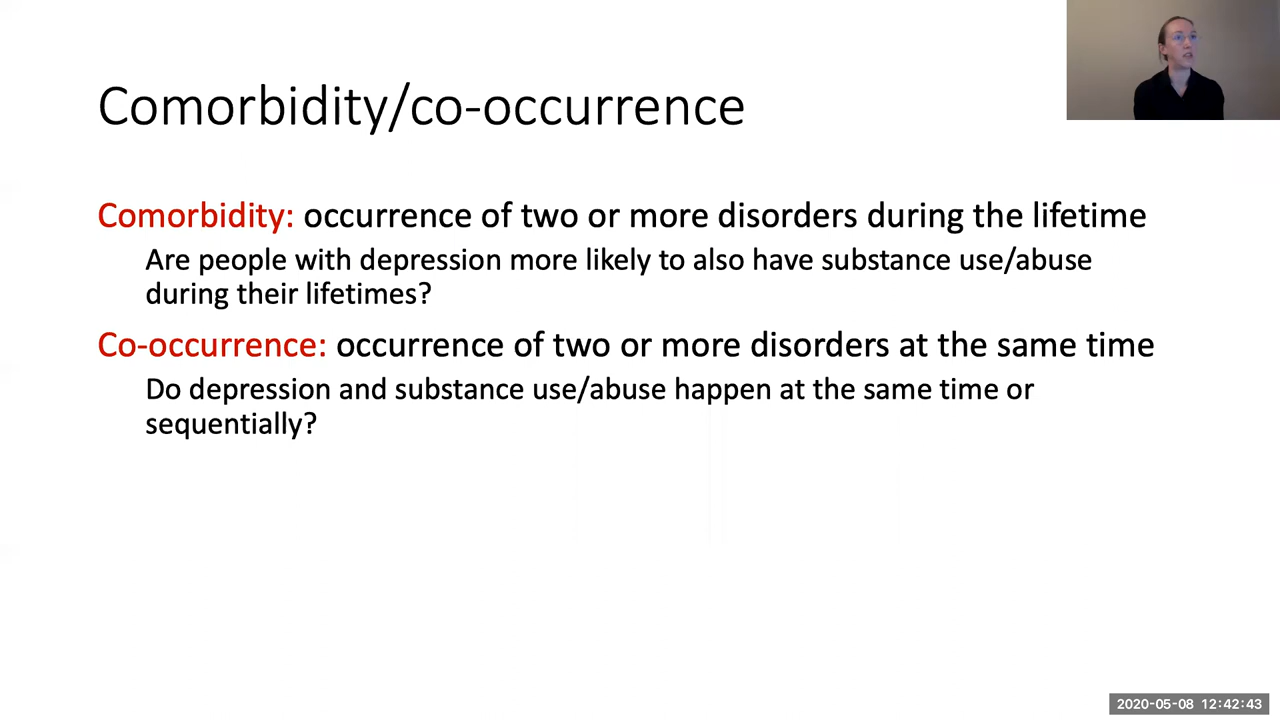 Comorbidity/co-occurrence
Comorbidity: occurrence of two or more disorders during the lifetime
Are people with depression more likely to also have substance use/abuse
during their lifetimes?
Co-occurrence: occurrence of two or more disorders at the same time
Do depression and substance use/abuse happen at the same time or
sequentially?
2020-05-08 12:42:43